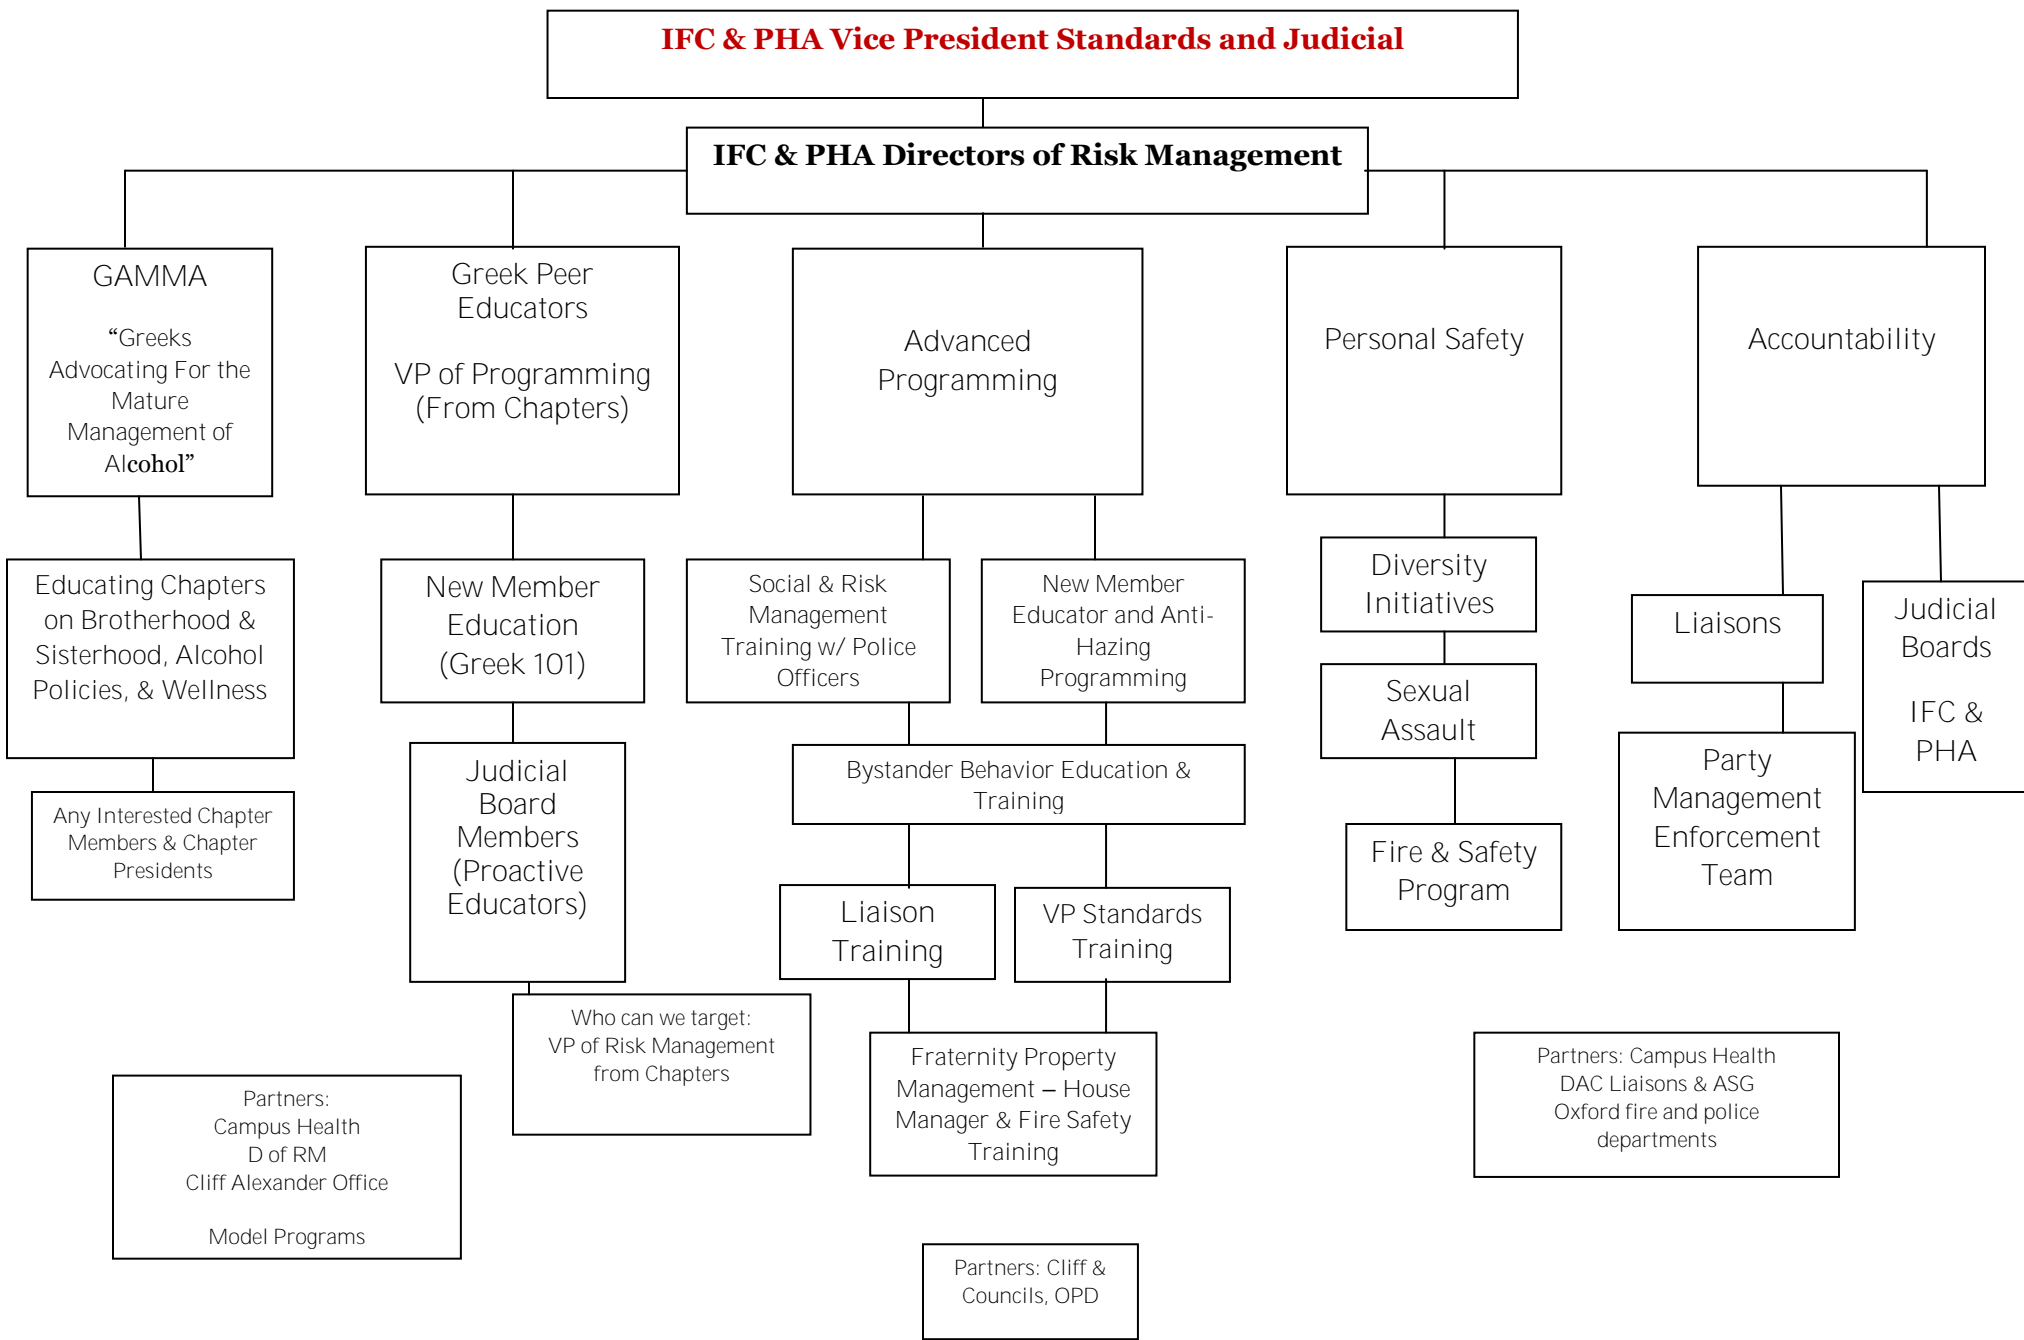 IFC & PHA Vice President Standards and Judicial
IFC & PHA Directors of Risk Management
GAMMA
“Greeks
Advocating For the
Mature
Management of
Alcohol”
Greek Peer
Educators
VP of Programming
(From Chapters)
Advanced
Programming
Personal Safety
Accountability
Educating Chapters
on Brotherhood &
Sisterhood, Alcohol
Policies, & Wellness
New Member
Education
(Greek 101)
Social & Risk
Management
Training w/ Police
Officers
New Member
Educator and Anti-
Hazing
Programming
Diversity
Initiatives
Liaisons
Judicial
Boards
IFC &
PHA
Sexual
Assault
Any Interested Chapter
Members & Chapter
Presidents
Judicial
Board
Members
(Proactive
Educators)
Bystander Behavior Education &
Training
Party
Management
Enforcement
Team
Fire & Safety
Program
Liaison
Training
VP Standards
Training
Who can we target:
VP of Risk Management
from Chapters
Fraternity Property
Management – House
Manager & Fire Safety
Training
Partners: Campus Health
DAC Liaisons & ASG
Oxford fire and police
departments
Partners:
Campus Health
D of RM
Cliff Alexander Office
Model Programs
Partners: Cliff &
Councils, OPD